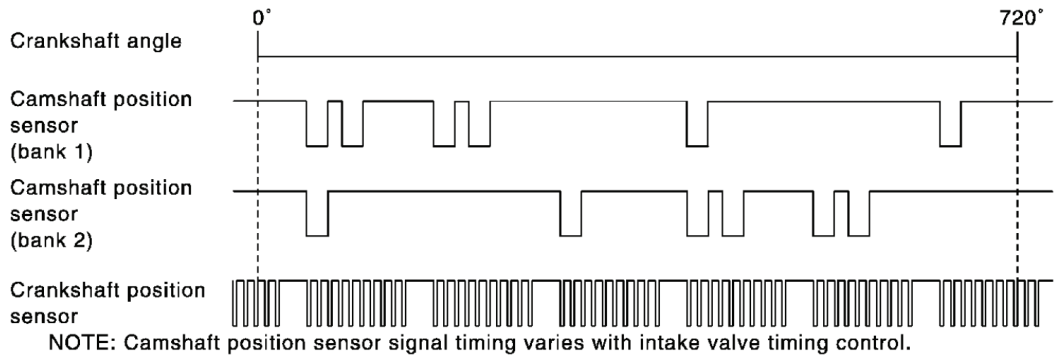 0° 720°
Crankshaft angle
Camshaft position
sensor
(bank 1)
Camshaft position
sensor
(bank 2)
Crankshaft position
sensor
NOTE: Camshaft position sensor signal timing varies with intake valve timing control.